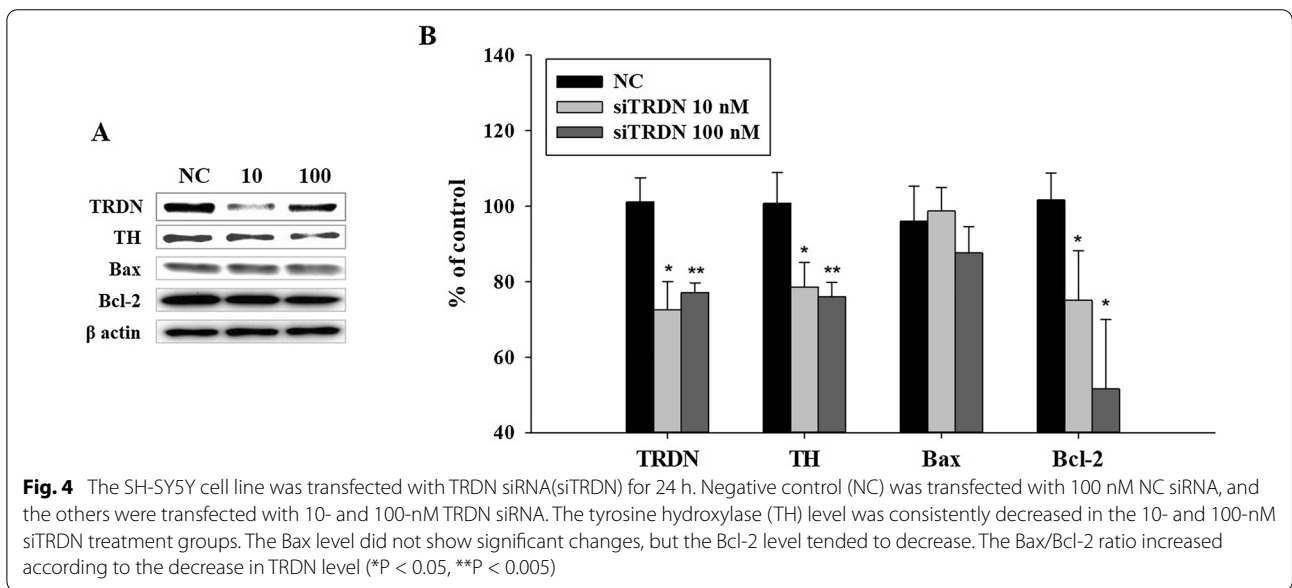 A
NC 10 100
TRDN
TH
Bax
Bcl-2
β actin
B
140
120
100
80
60
40
% of control
NC
siTRDN 10 nM
siTRDN 100 nM
* ** * ** * *
TRDN TH Bax Bcl-2
Fig. 4 The SH-SY5Y cell line was transfected with TRDN siRNA(siTRDN) for 24 h. Negative control (NC) was transfected with 100 nM NC siRNA, and
the others were transfected with 10- and 100-nM TRDN siRNA. The tyrosine hydroxylase (TH) level was consistently decreased in the 10- and 100-nM
siTRDN treatment groups. The Bax level did not show significant changes, but the Bcl-2 level tended to decrease. The Bax/Bcl-2 ratio increased
according to the decrease in TRDN level (*P < 0.05, **P < 0.005)